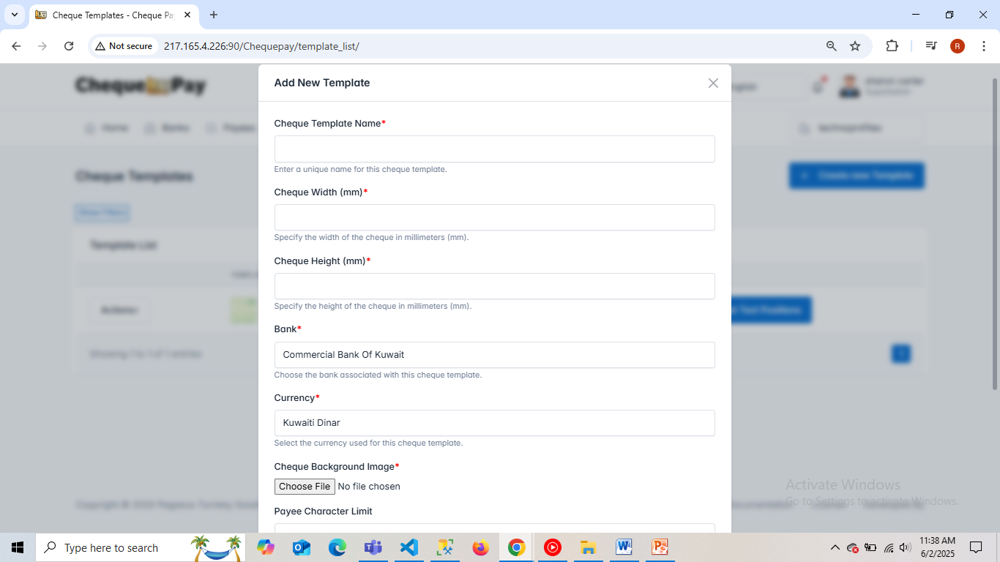 Cheque Templates - Cheque Pa
Not secure
217.165.4.226:90/Chequepay/template_list/
R
Cheque Pay
Add New Template
nglish
sharon carter
Home
Banks
Payees
Cheque Template Name*
Enter a unique name for this cheque template.
Cheque Templates
Create new Template
Cheque Width (mm)*
Specify the width of the cheque in millimeters (mm).
Template List
Cheque Height (mm)*
Specify the height of the cheque in millimeters (mm).
Actions
Text Positions
Bank*
Commercial Bank Of Kuwait
Showing 1 to 1 of 1 entries
Choose the bank associated with this cheque template.
Currency*
Kuwaiti Dinar
Select the currency used for this cheque template.
Cheque Background Image*
Choose File No file chosen
Payee Character Limit
Activate Windows
Go to Settings to activate Windows.
Copyright © Pegasus Turnkey
Type here to search
11:38 AM
6/2/2025